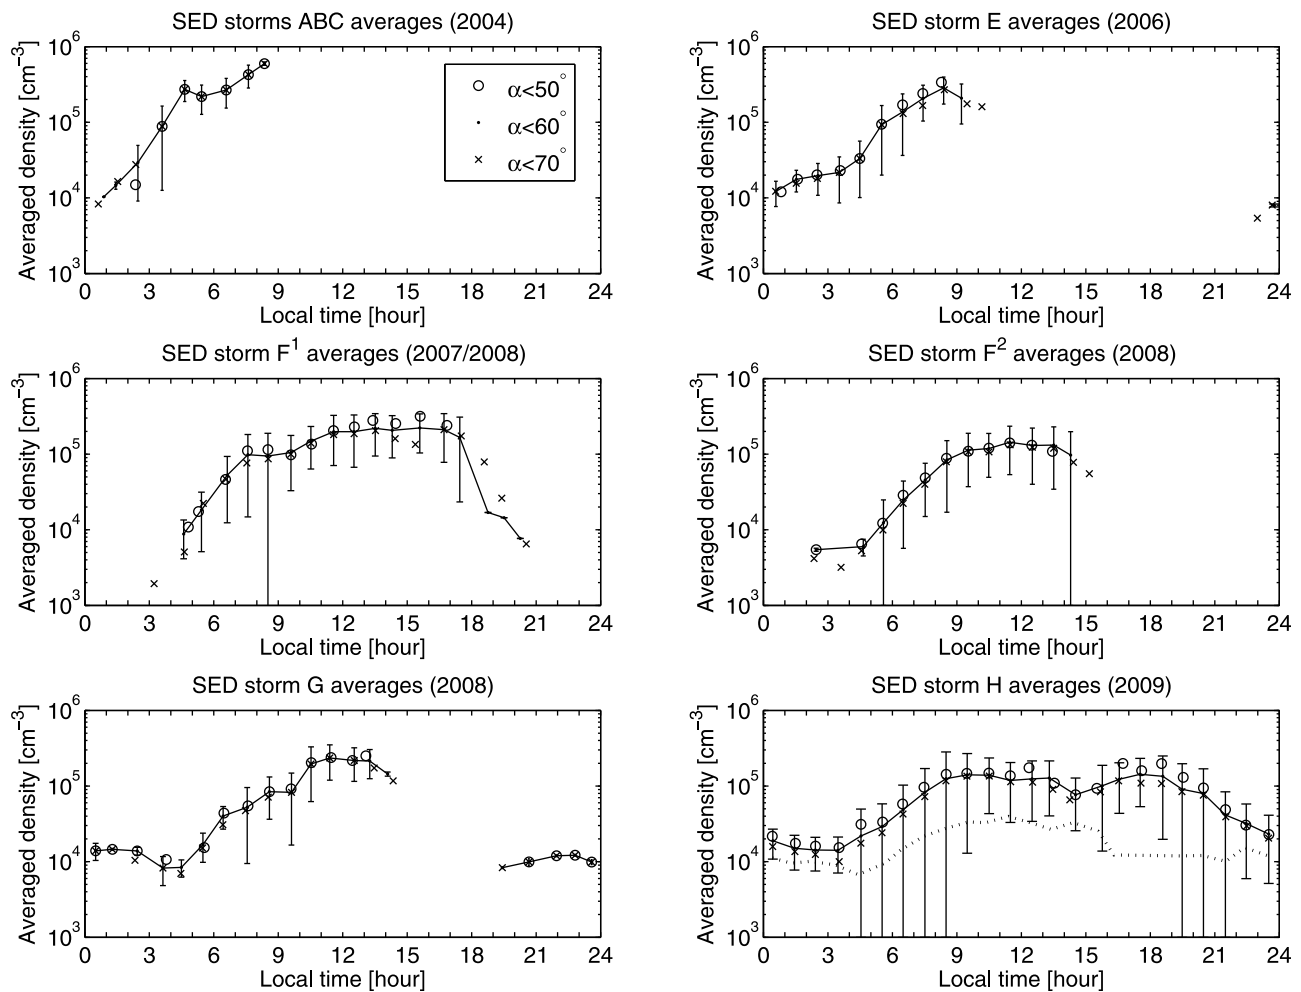 SED storms ABC averages (2004)
Averaged density [cm⁻³]
10⁶
10⁵
10⁴
10³
α<50°
α<60°
α<70°
0 3 6 9 12 15 18 21 24
Local time [hour]
SED storm E averages (2006)
Averaged density [cm⁻³]
10⁶
10⁵
10⁴
10³
0 3 6 9 12 15 18 21 24
Local time [hour]
SED storm F¹ averages (2007/2008)
Averaged density [cm⁻³]
10⁶
10⁵
10⁴
10³
0 3 6 9 12 15 18 21 24
Local time [hour]
SED storm F² averages (2008)
Averaged density [cm⁻³]
10⁶
10⁵
10⁴
10³
0 3 6 9 12 15 18 21 24
Local time [hour]
SED storm G averages (2008)
Averaged density [cm⁻³]
10⁶
10⁵
10⁴
10³
0 3 6 9 12 15 18 21 24
Local time [hour]
SED storm H averages (2009)
Averaged density [cm⁻³]
10⁶
10⁵
10⁴
10³
0 3 6 9 12 15 18 21 24
Local time [hour]